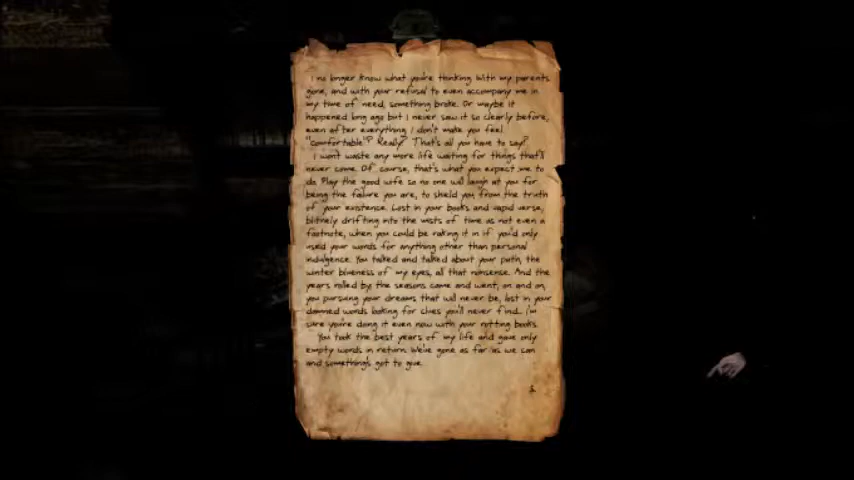 I no longer know what you're thinking. With my parents
gone, and with your refusal to even accompany me in
my time of need, something broke. Or maybe it
happened long ago but I never saw it so clearly before,
even after everything. I don't make you feel
"comfortable"? Really? That's all you have to say?
I won't waste any more life waiting for things that'll
never come. Of course, that's what you expect me to
do. Play the good wife so no one will laugh at you for
being the failure you are, to shield you from the truth
of your existence. Lost in your books and vapid verse,
blithely drifting into the mists of time as not even a
footnote, when you could be raking it in if you'd only
used your words for anything other than personal
indulgence. You talked and talked about your path, the
winter blueness of my eyes, all that nonsense. And the
years rolled by the seasons came and went, on and on,
you pursuing your dreams that will never be, lost in your
damned words looking for clues you'll never find... I'm
sure you're doing it even now with your rotting books.
You took the best years of my life and gave only
empty words in return. We've gone as far as we can
and something's got to give.
S.